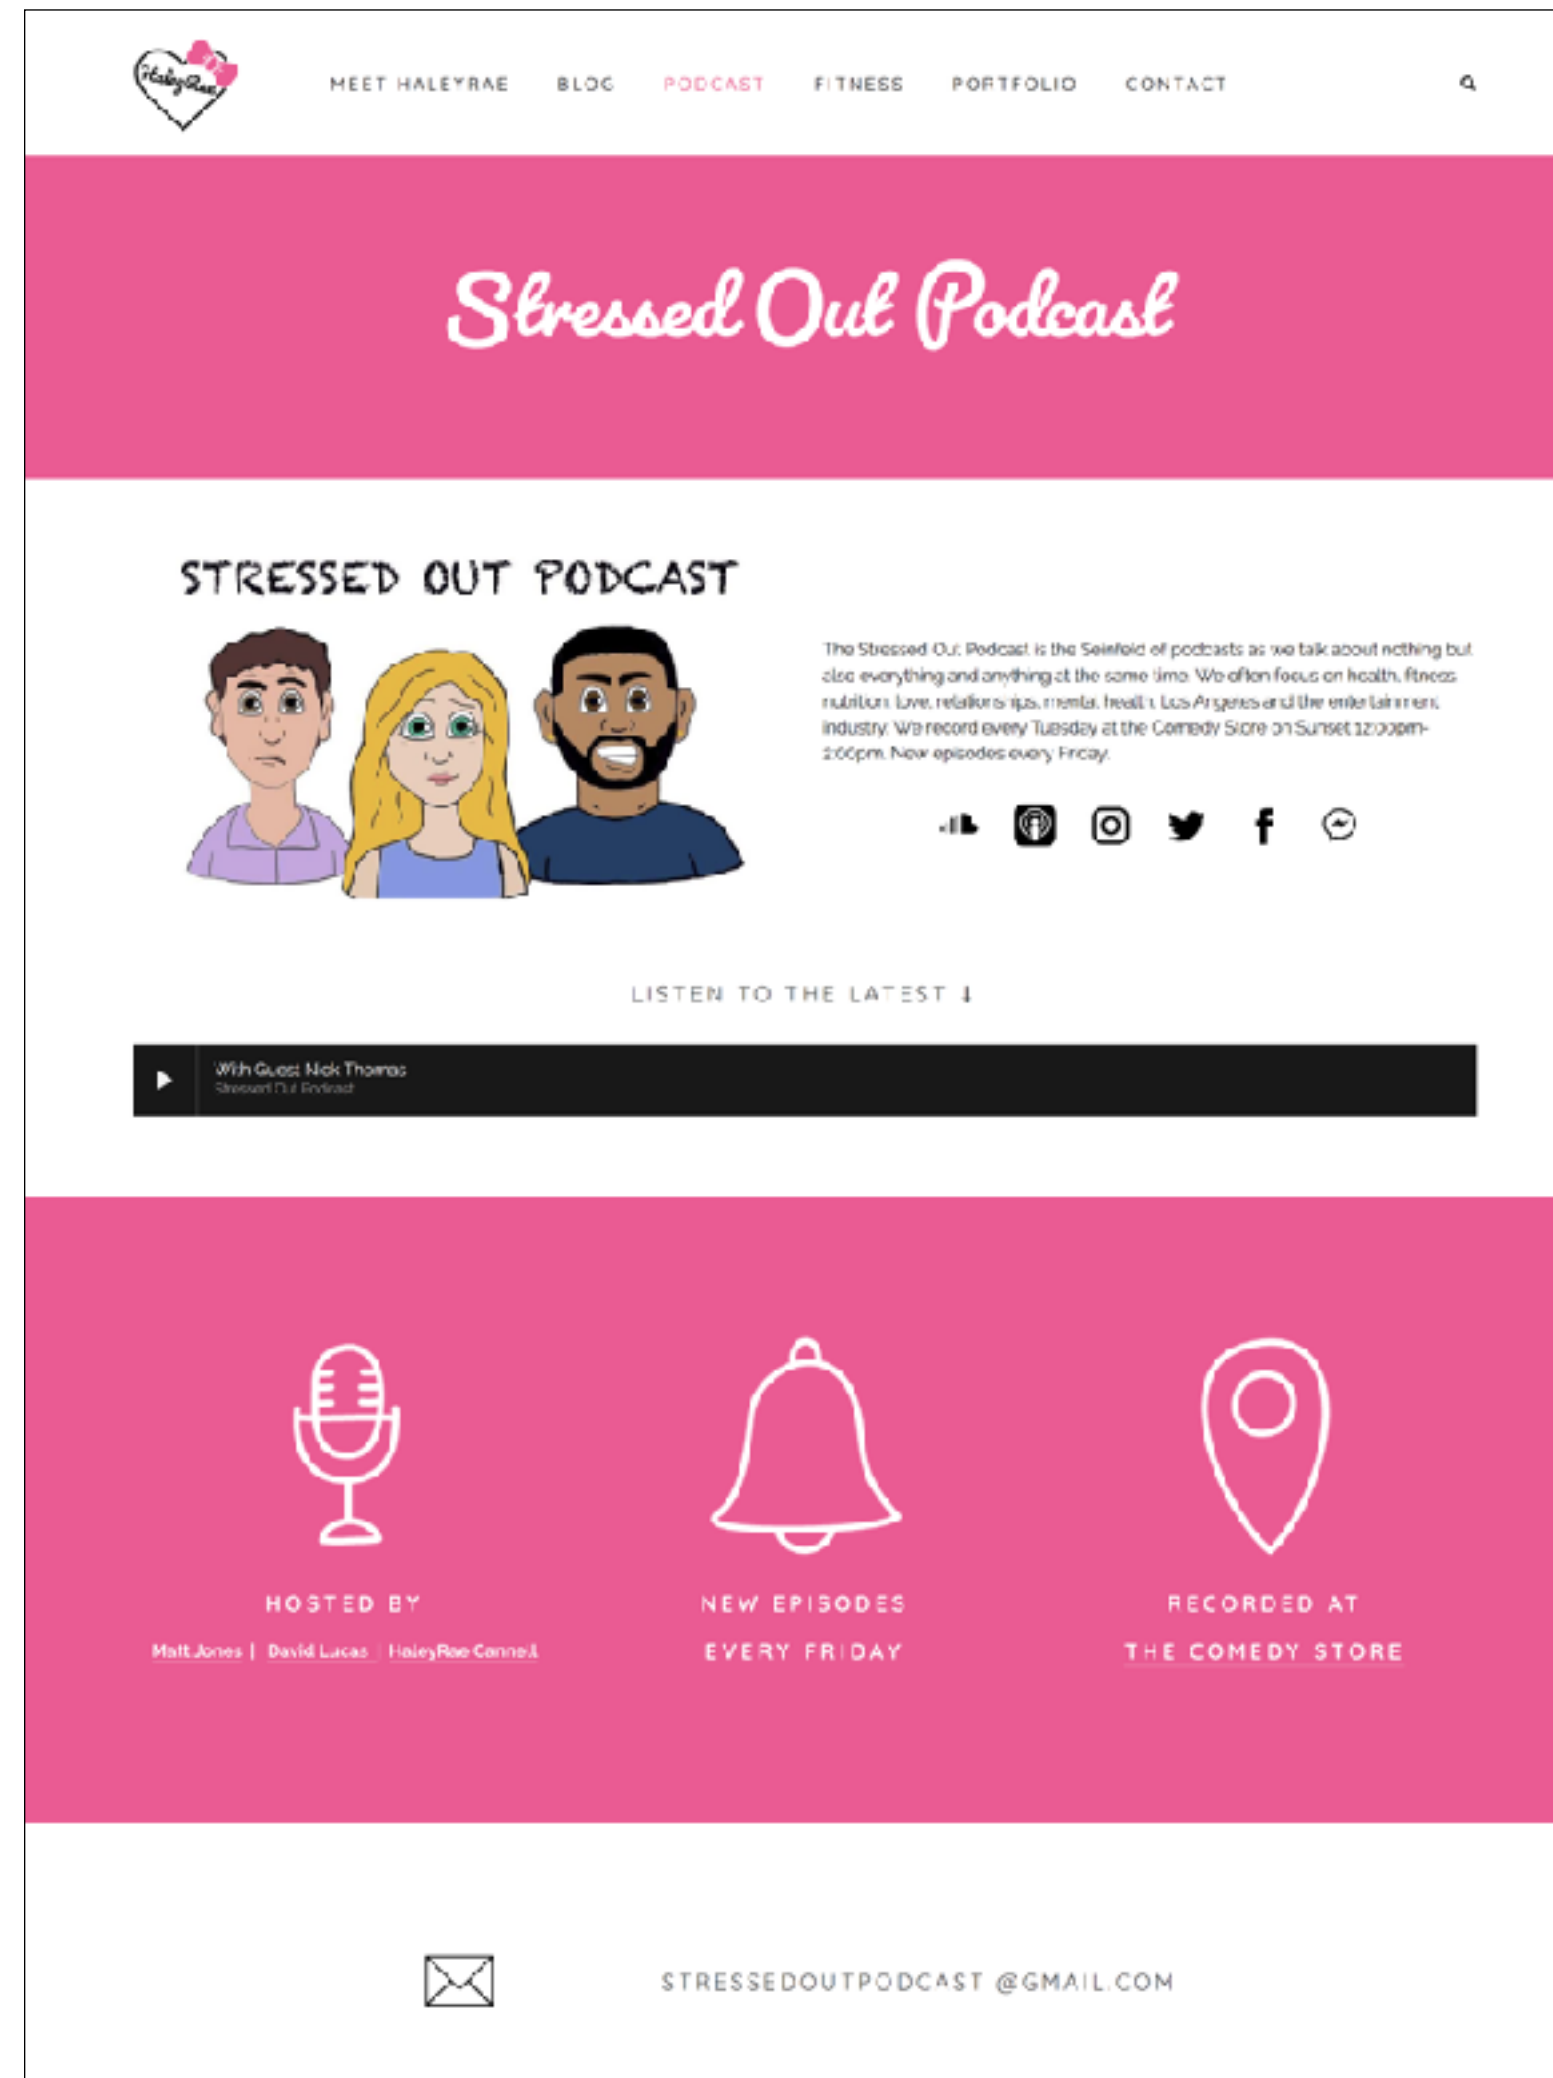 HaleyRae
MEET HALEYRAE BLOG PODCAST FITNESS PORTFOLIO CONTACT
Stressed Out Podcast
STRESSED OUT PODCAST
The Stressed Out Podcast is the Seinfeld of podcasts as we talk about nothing but
also everything and anything at the same time. We often focus on health, fitness,
nutrition, love, relationships, mental health, Los Angeles and the entertainment
industry. We record every Tuesday at the Comedy Store on Sunset 12:00pm-
2:00pm. New episodes every Friday.
LISTEN TO THE LATEST ⬇
With Guest Nick Thomas
Stressed Out Podcast
HOSTED BY
Matt Jones | David Lucas | HaleyRae Cannell
NEW EPISODES
EVERY FRIDAY
RECORDED AT
THE COMEDY STORE
STRESSEDOUTPODCAST @GMAIL.COM